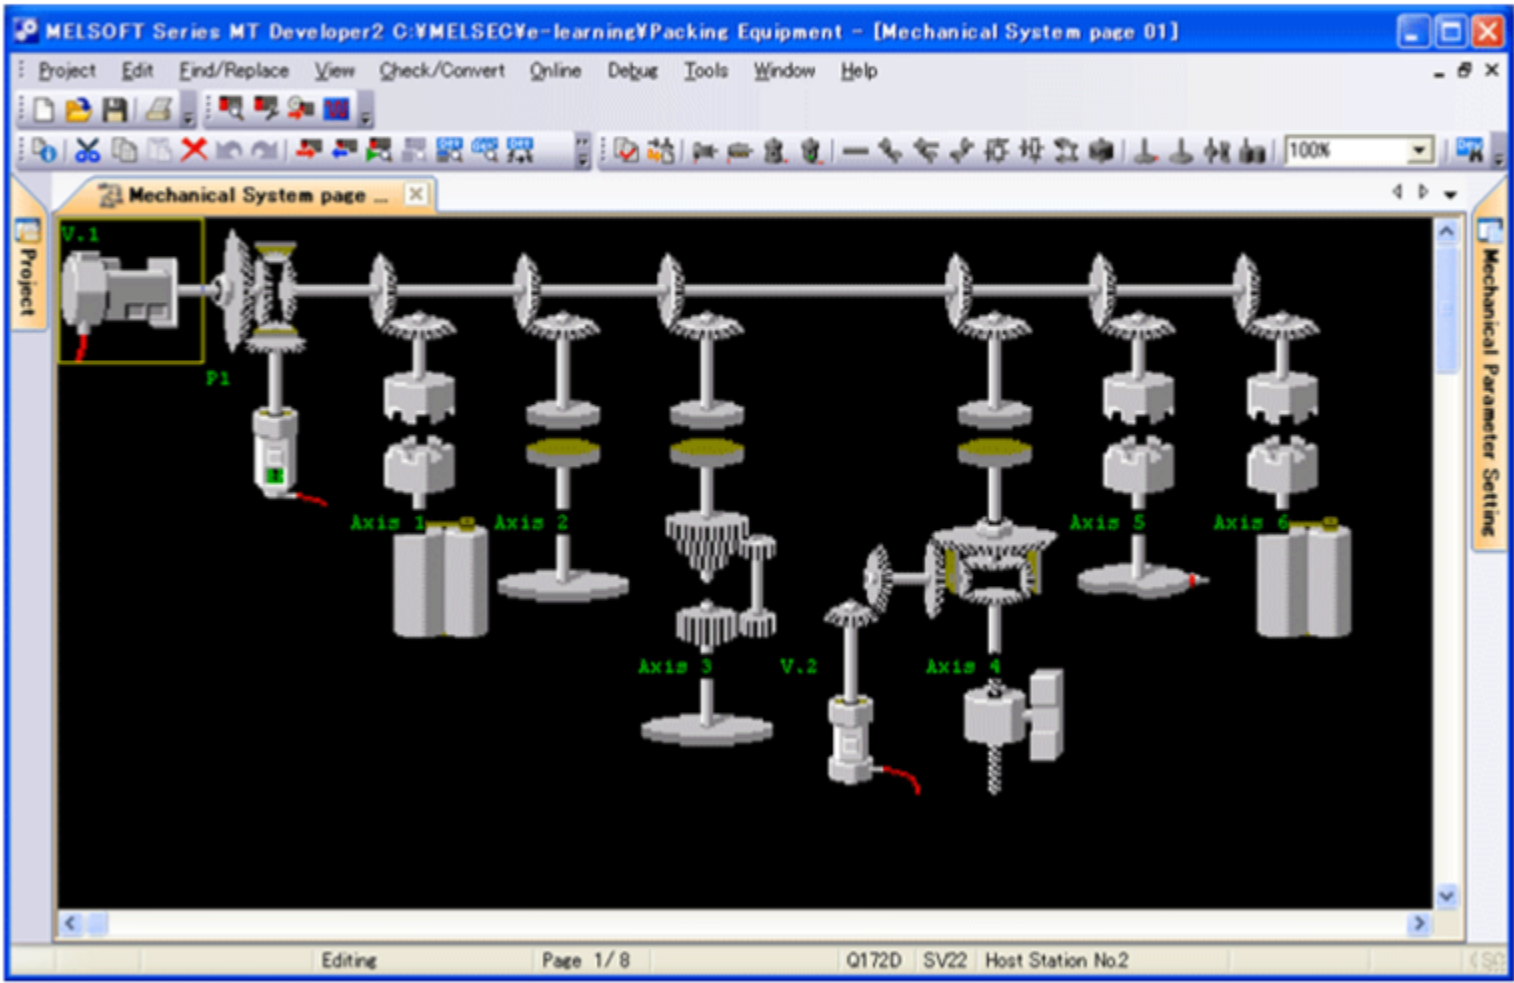 MELSOFT Series MT Developer2 C:¥MELSEC¥e-learning¥Packing Equipment - [Mechanical System page 01]
Project Edit Find/Replace View Check/Convert Online Debug Tools Window Help
100%
Mechanical System page ...
Project
Mechanical Parameter Setting
V.1
P1
Axis 1
Axis 2
Axis 5
Axis 6
Axis 3
V.2
Axis 4
Editing Page 1/ 8 Q172D SV22 Host Station No.2